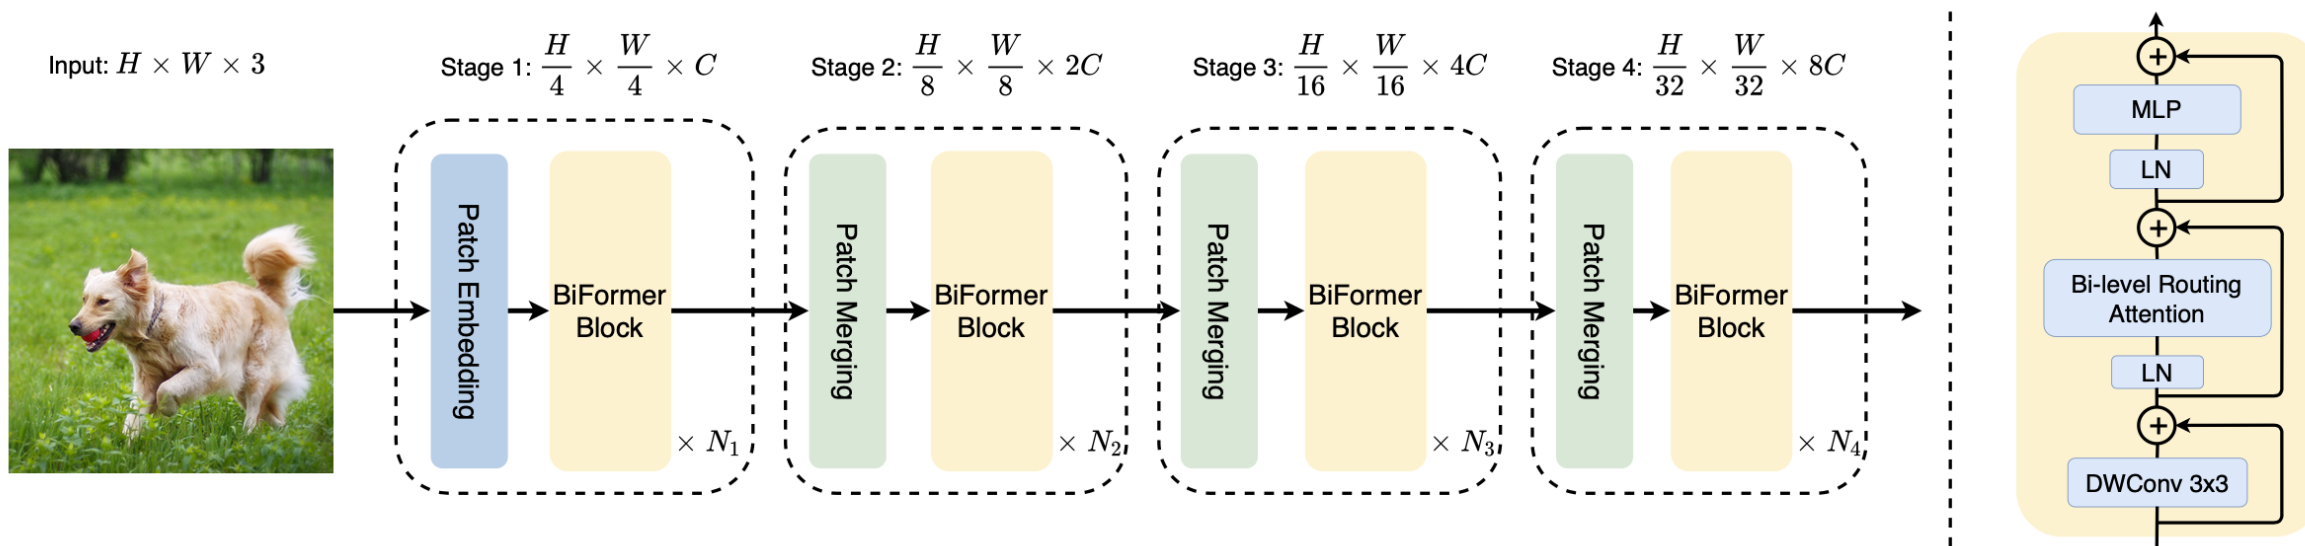 Input: H × W × 3
Stage 1: H/4 × W/4 × C
Stage 2: H/8 × W/8 × 2C
Stage 3: H/16 × W/16 × 4C
Stage 4: H/32 × W/32 × 8C
Patch Embedding
BiFormer
Block
× N₁
Patch Merging
BiFormer
Block
× N₂
Patch Merging
BiFormer
Block
× N₃
Patch Merging
BiFormer
Block
× N₄
+
MLP
LN
+
Bi-level Routing
Attention
LN
+
DWConv 3x3